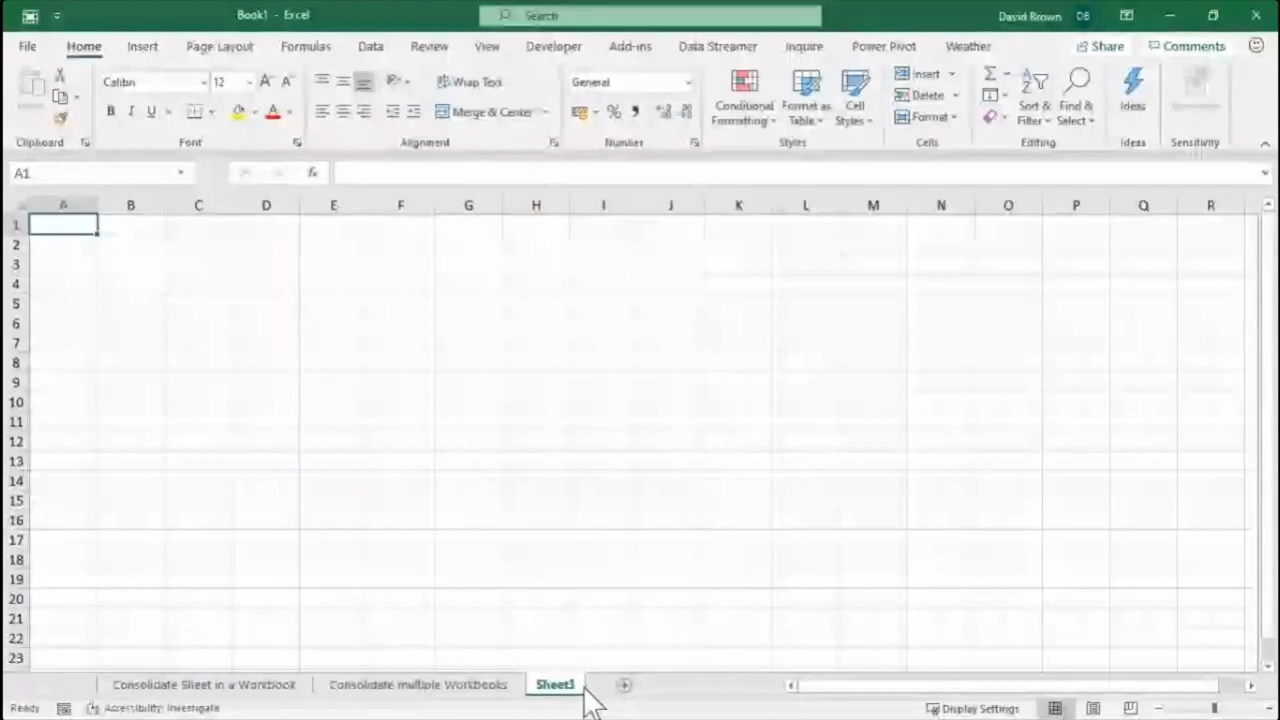 Book1 - Excel
Search
David Brown DB
File Home Insert Page Layout Formulas Data Review View Developer Add-ins Data Streamer Inquire Power Pivot Weather Share Comments
Calibri 12 Wrap Text General Insert
B I U Merge & Center % , Conditional Formatting Format as Table Cell Styles Delete Sort & Filter Find & Select Ideas
Format
Clipboard Font Alignment Number Styles Cells Editing Ideas Sensitivity
A1 fx
A B C D E F G H I J K L M N O P Q R
1
2
3
4
5
6
7
8
9
10
11
12
13
14
15
16
17
18
19
20
21
22
23
Consolidate Sheet in a Workbook Consolidate multiple Workbooks Sheet3
Ready Accessibility: Investigate Display Settings